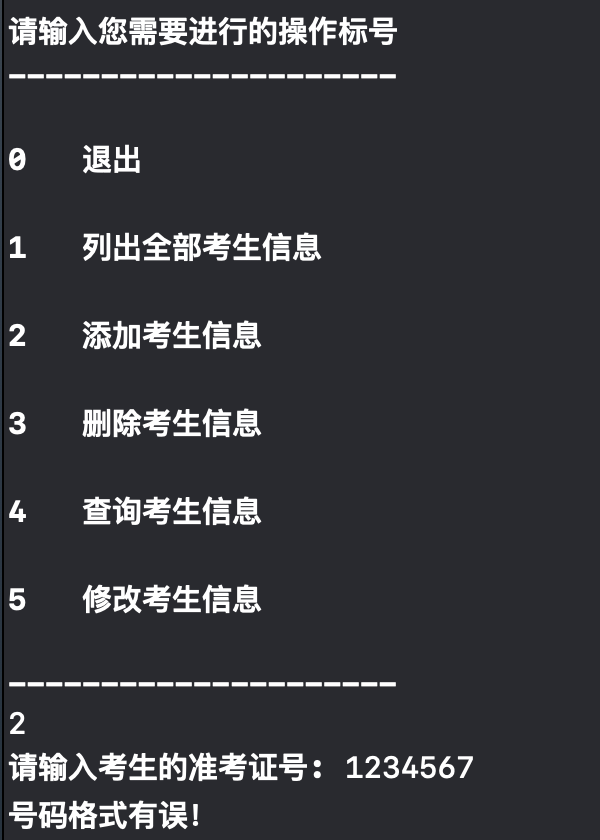 请输入您需要进行的操作标号
----------------------
0 退出
1 列出全部考生信息
2 添加考生信息
3 删除考生信息
4 查询考生信息
5 修改考生信息
----------------------
2
请输入考生的准考证号: 1234567
号码格式有误!